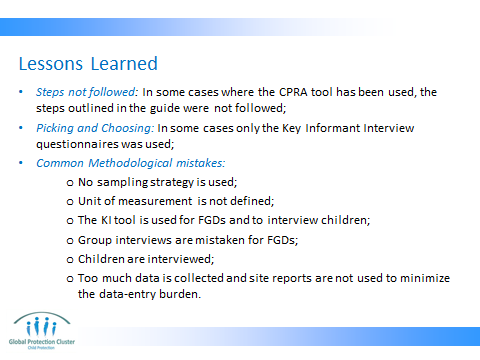 Lessons Learned
• Steps not followed: In some cases where the CPRA tool has been used, the
steps outlined in the guide were not followed;
• Picking and Choosing: In some cases only the Key Informant Interview
questionnaires was used;
• Common Methodological mistakes:
o No sampling strategy is used;
o Unit of measurement is not defined;
o The KI tool is used for FGDs and to interview children;
o Group interviews are mistaken for FGDs;
o Children are interviewed;
o Too much data is collected and site reports are not used to minimize
the data-entry burden.
Global Protection Cluster
Child Protection